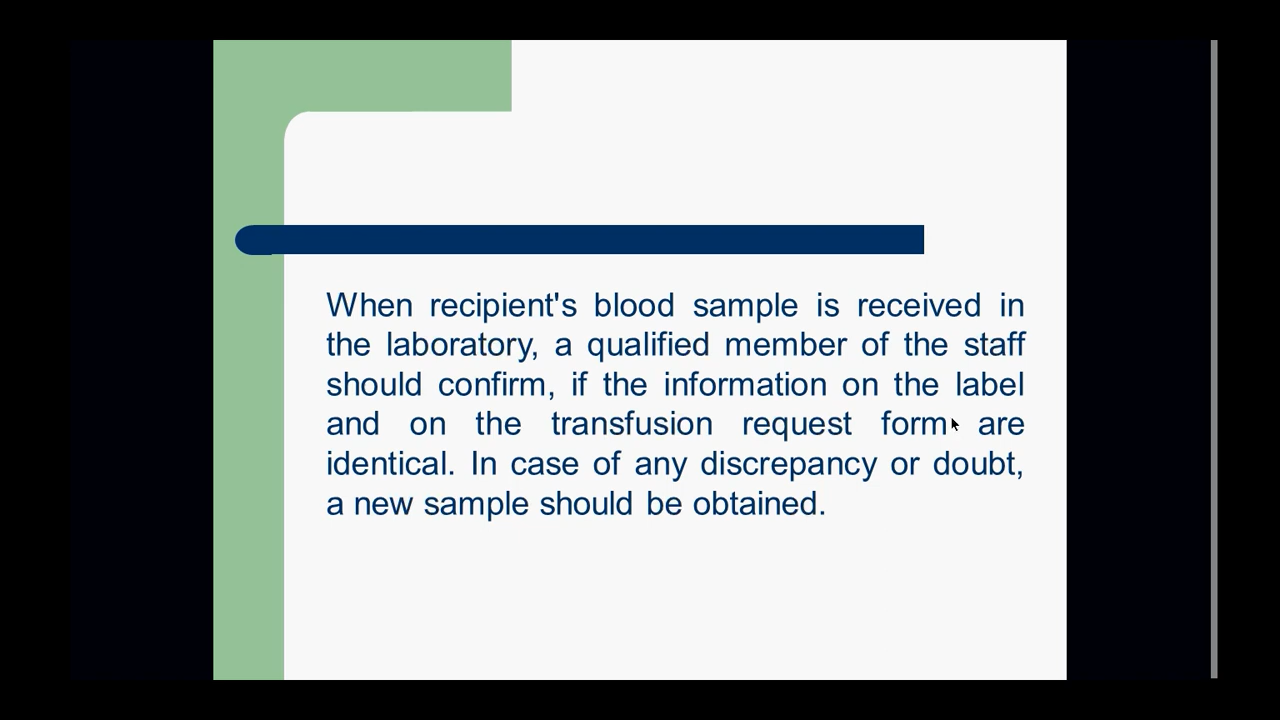 When recipient's blood sample is received in
the laboratory, a qualified member of the staff
should confirm, if the information on the label
and on the transfusion request form are
identical. In case of any discrepancy or doubt,
a new sample should be obtained.